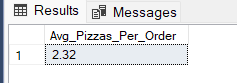 Results Messages
Avg_Pizzas_Per_Order
1 2.32